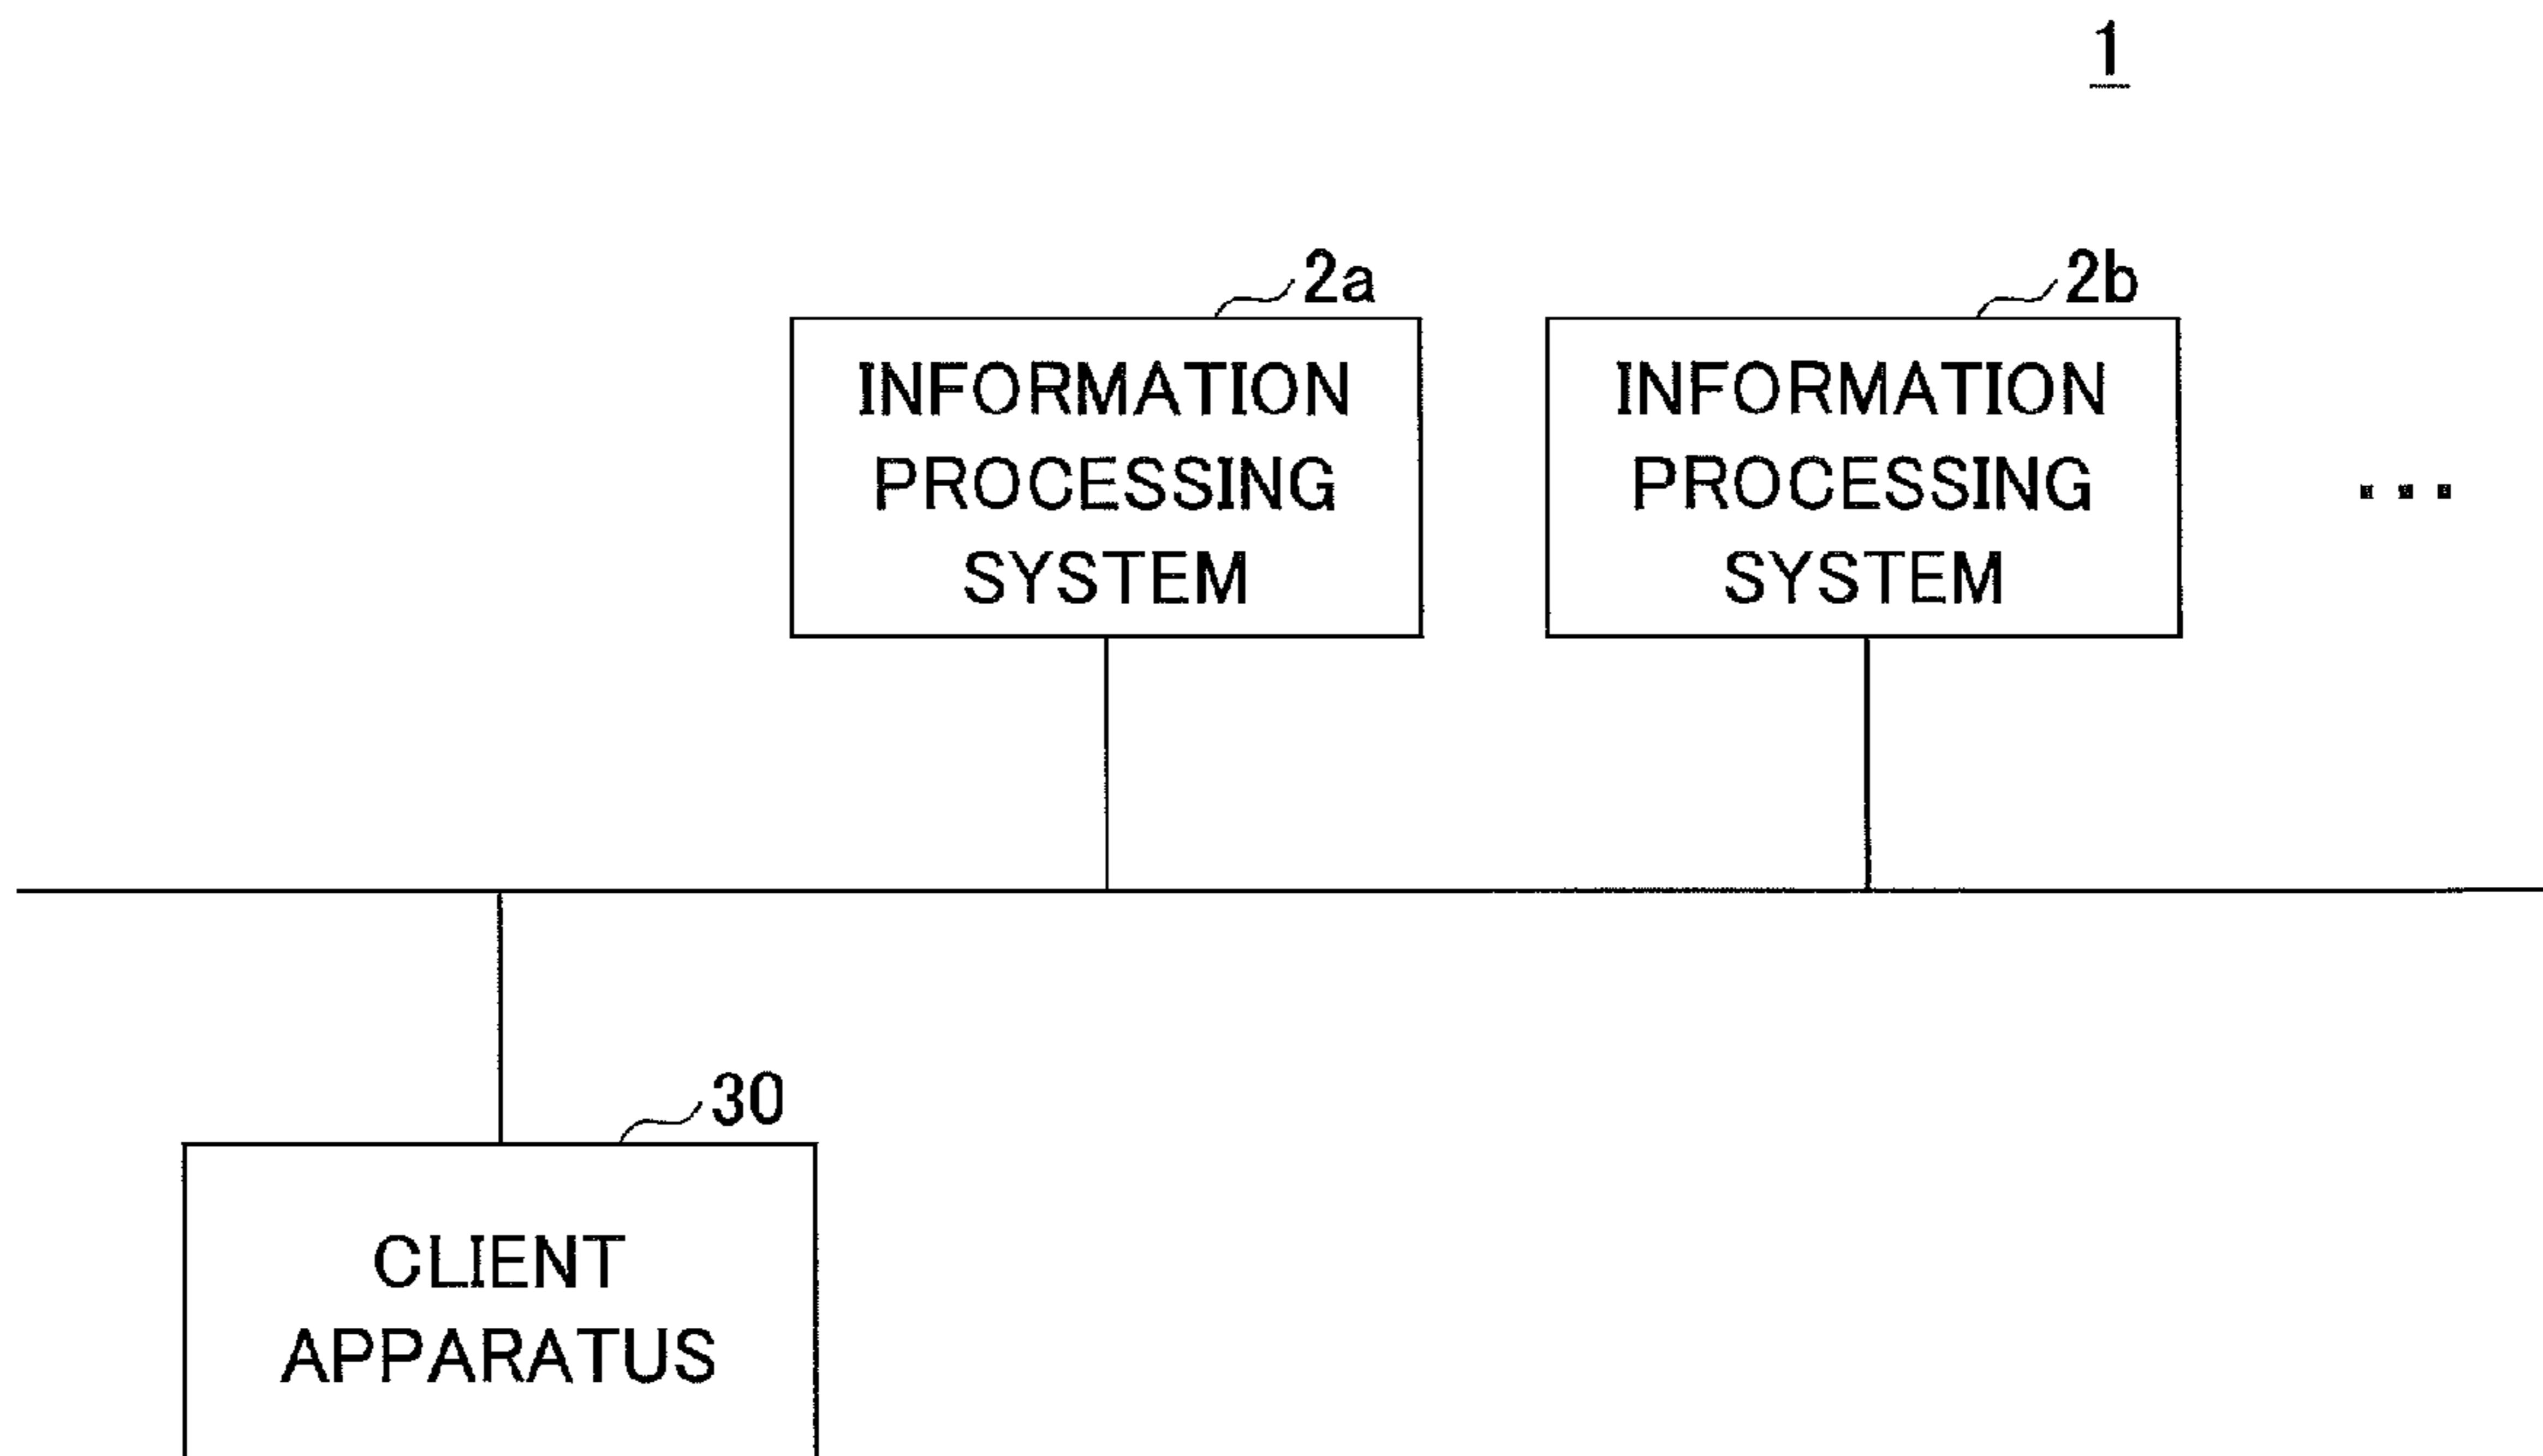 1
2a
2b
INFORMATION
PROCESSING
SYSTEM
INFORMATION
PROCESSING
SYSTEM
...
30
CLIENT
APPARATUS